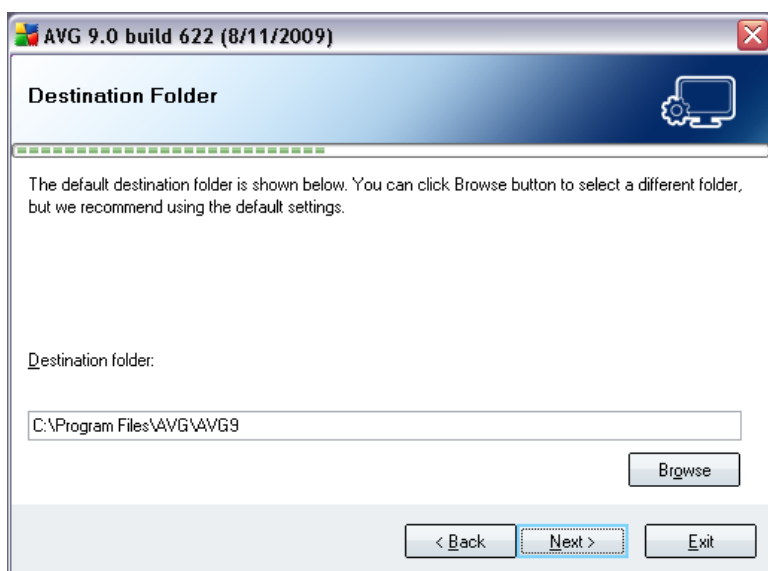 AVG 9.0 build 622 (8/11/2009)
Destination Folder
The default destination folder is shown below. You can click Browse button to select a different folder,
but we recommend using the default settings.
Destination folder:
C:\Program Files\AVG\AVG9
Browse
< Back Next > Exit